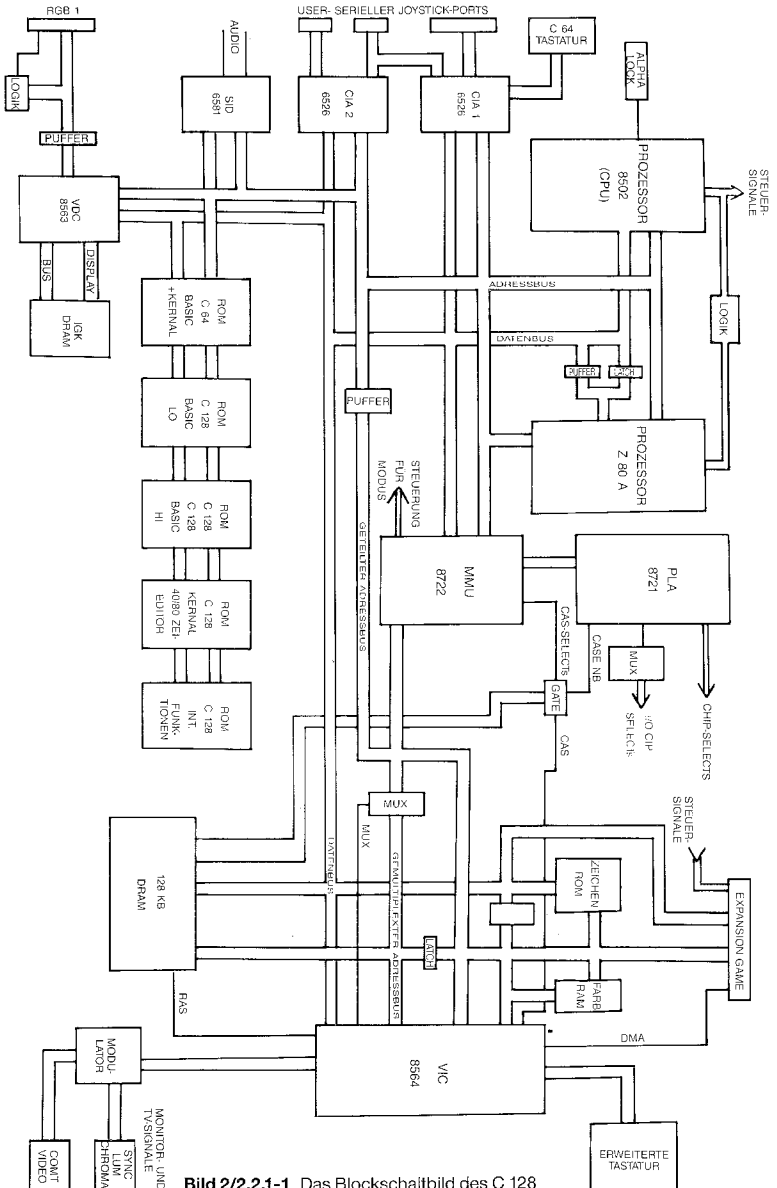 RGB 1
USER- SERIELLER JOYSTICK-PORTS
C 64
TASTATUR
AUDIO
LOGIK
ALPHA
LOCK
SID
6581
CIA 2
6526
CIA 1
6526
PUFFER
PROZESSOR
8502
(CPU)
STEUER-
SIGNALE
VDC
8563
BUS
DISPLAY
DRAM
ROM
C 64
BASIC
+KERNAL
ADRESSBUS
LOGIK
DATENBUS
PUFFER
LATCH
ROM
C 128
BASIC
LO
PUFFER
PROZESSOR
Z 80 A
STEUERUNG
FÜR
MODUS
ROM
C 128
BASIC
HI
GETEILTER ADRESSBUS
MMU
8722
PLA
8721
ROM
C 128
KERNAL
40/80 ZEI-
EDITOR
CAS-SELECTs
CASE NB
MUX
CHIP-SELECTS
SELECTs
GATE
ROM
C 128
INT.
FUNK-
TIONEN
CAS
MUX
MUX
STEUER-
SIGNALE
128 KB
DRAM
DATENBUS
GEMULTIPLEXTER ADRESSBUS
ZEICHEN
ROM
EXPANSION GAME
LATCH
FARB
RAM
RAS
DMA
MODU-
LATOR
VIC
8564
MONITOR- UND
TV-SIGNALE
COMT
VIDEO
SYNC
LUM
CHROMA
ERWEITERTE
TASTATUR
Bild 2/2.2.1-1 Das Blockschaltbild des C 128